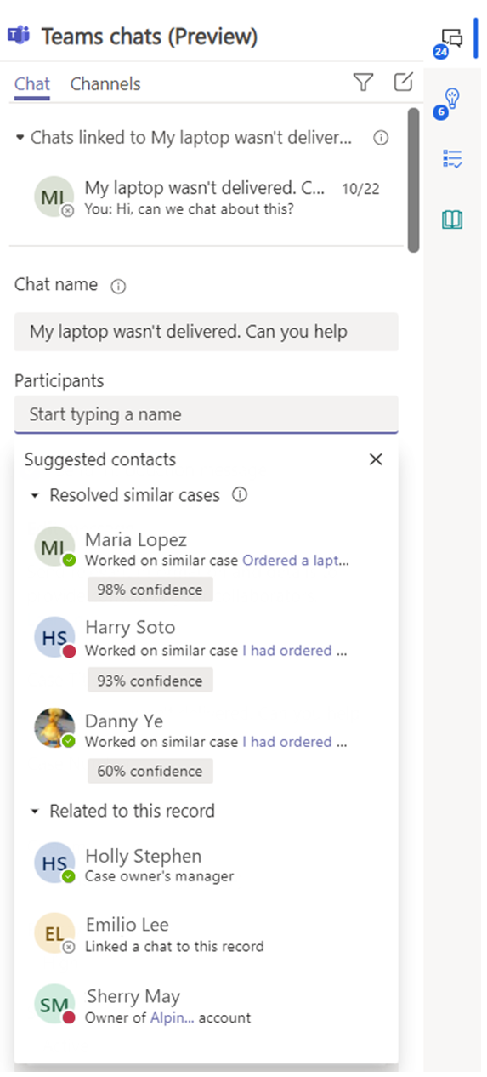 Teams chats (Preview)
24
Chat Channels
6
Chats linked to My laptop wasn't deliver...
MI My laptop wasn't delivered. C... 10/22
You: Hi, can we chat about this?
Chat name
My laptop wasn't delivered. Can you help
Participants
Start typing a name
Suggested contacts
Resolved similar cases
MI Maria Lopez
Worked on similar case Ordered a lapt...
98% confidence
HS Harry Soto
Worked on similar case I had ordered ...
93% confidence
Danny Ye
Worked on similar case I had ordered ...
60% confidence
Related to this record
HS Holly Stephen
Case owner's manager
EL Emilio Lee
Linked a chat to this record
SM Sherry May
Owner of Alpin... account